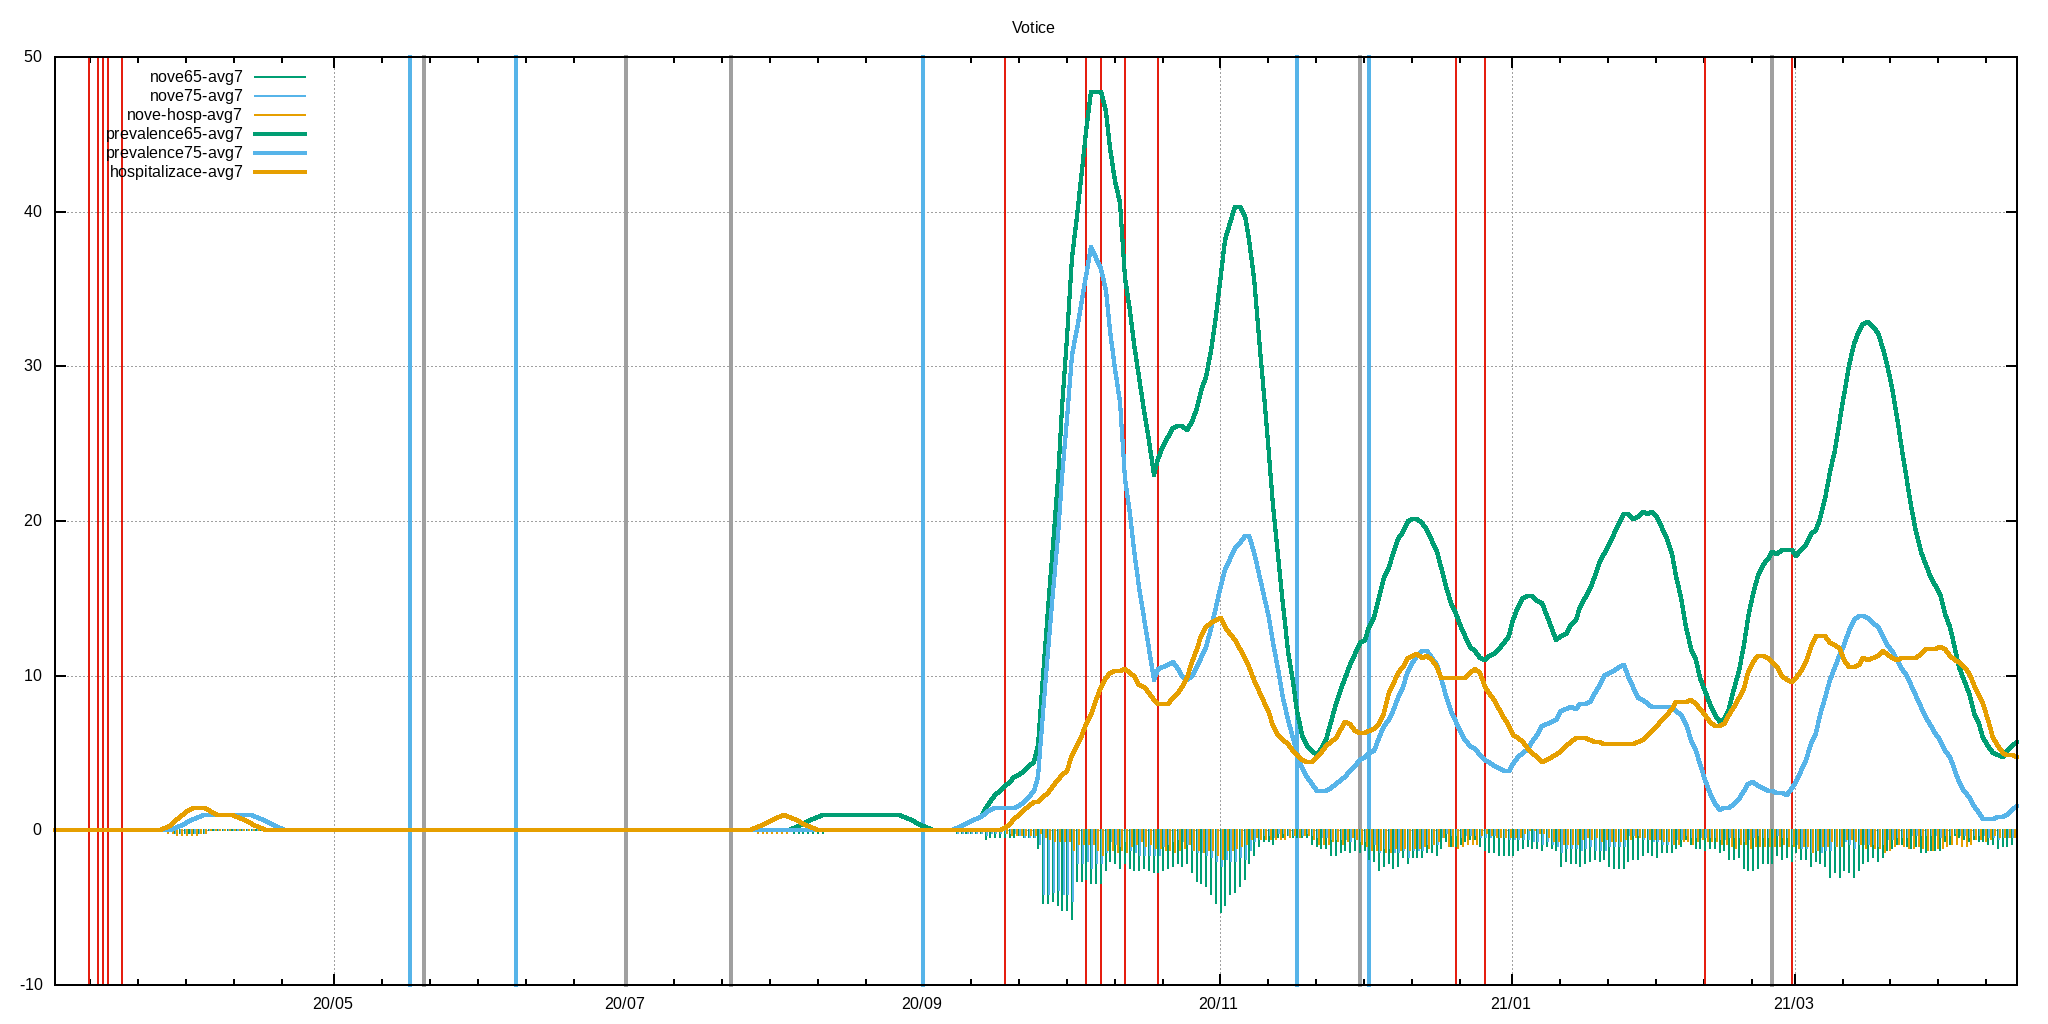 Votice
50
nove65-avg7
nove75-avg7
nove-hosp-avg7
prevalence65-avg7
prevalence75-avg7
hospitalizace-avg7
40
30
20
10
0
-10
20/05 20/07 20/09 20/11 21/01 21/03